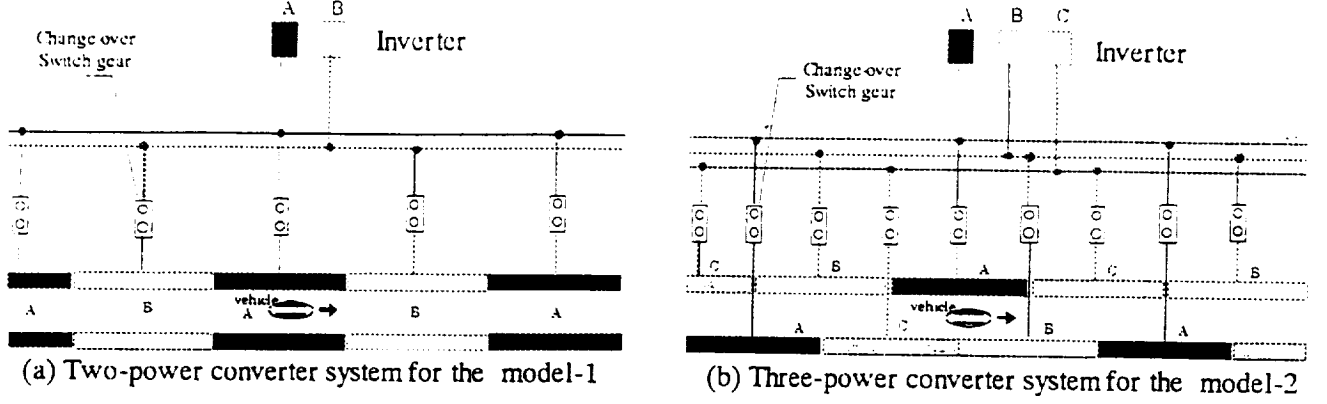 A B
Inverter
Change over
Switch gear
vehicle
A B A B A
(a) Two-power converter system for the model-1
A B C
Inverter
Change-over
Switch gear
C B A C B
vehicle
A C B A
(b) Three-power converter system for the model-2